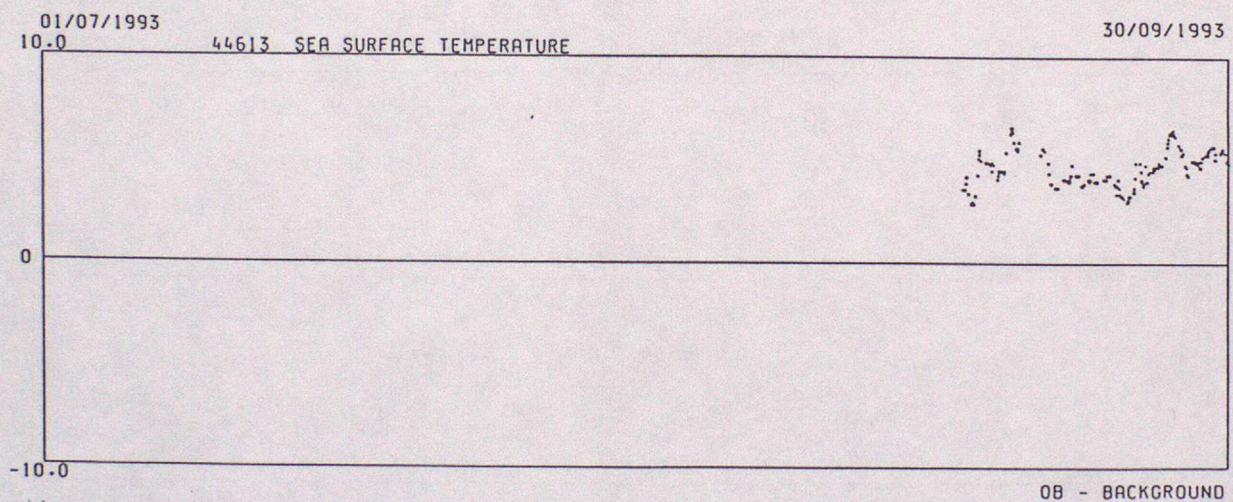 01/07/1993
30/09/1993
10.0
44613 SEA SURFACE TEMPERATURE
0
-10.0
OB - BACKGROUND